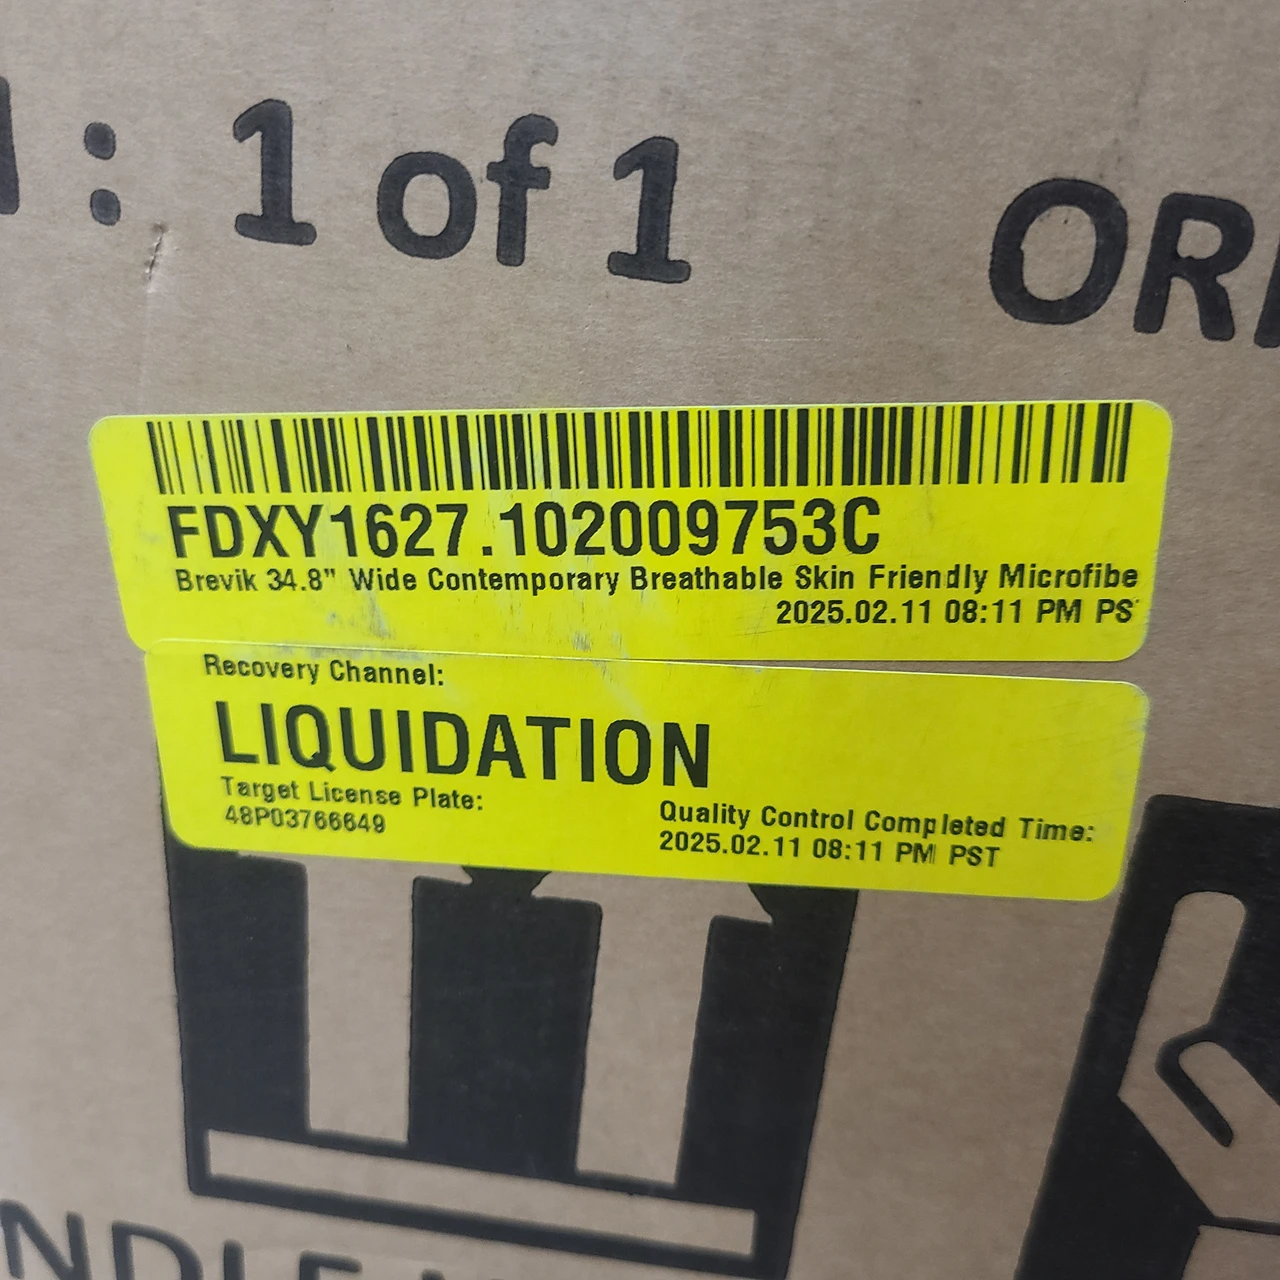 : 1 of 1
FDXY1627.102009753C
Brevik 34.8" Wide Contemporary Breathable Skin Friendly Microfibe
2025.02.11 08:11 PM PS
Recovery Channel:
LIQUIDATION
Target License Plate:
48P03766649
Quality Control Completed Time:
2025.02.11 08:11 PM PST